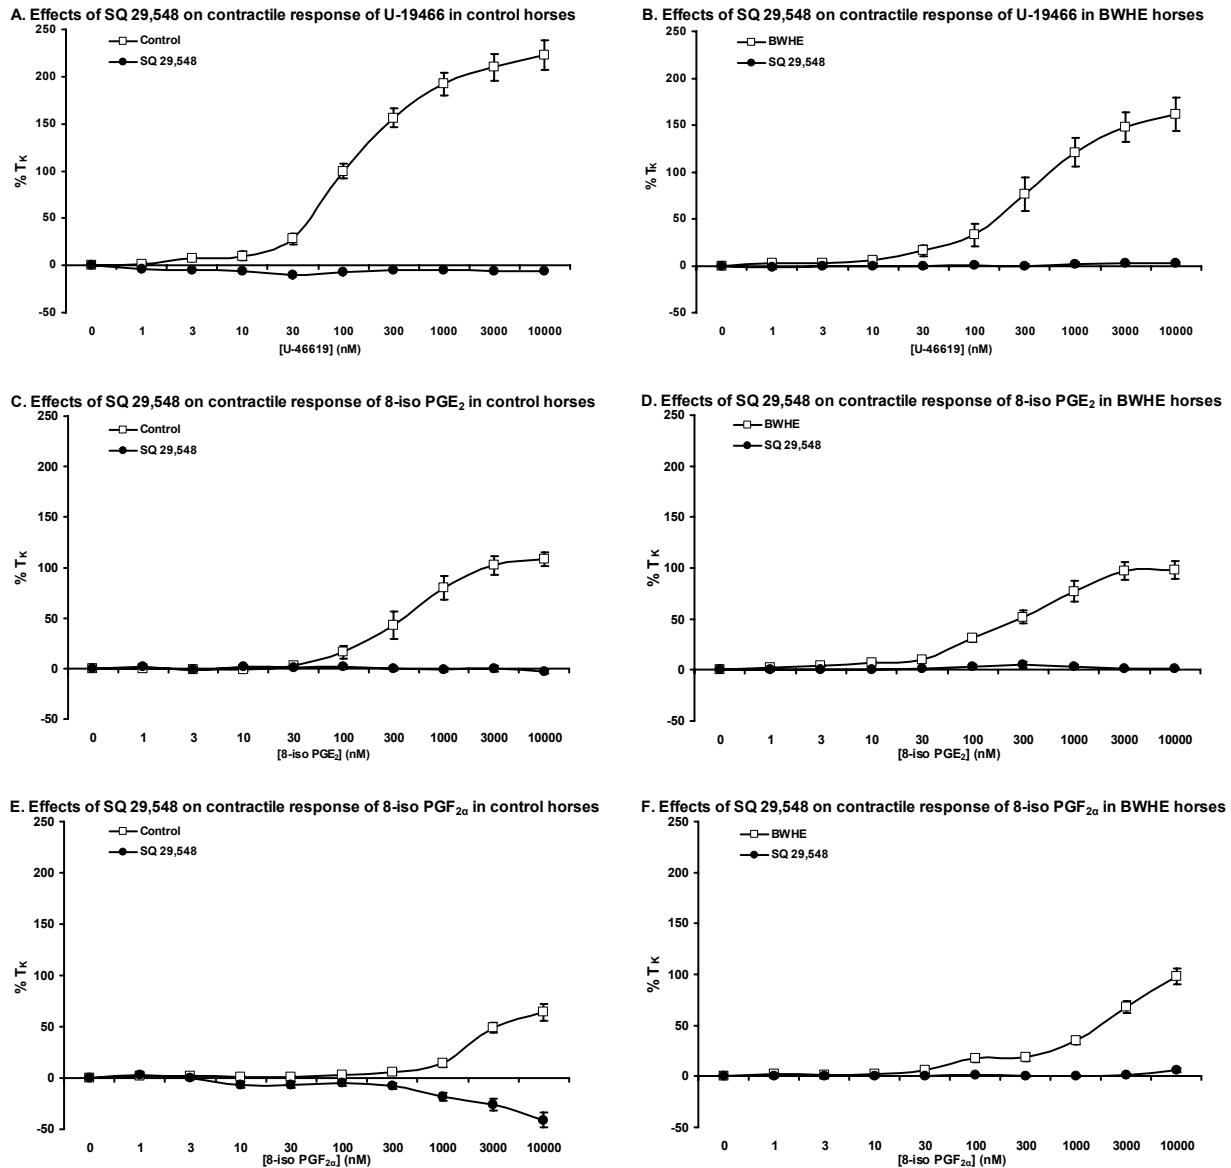 A. Effects of SQ 29,548 on contractile response of U-19466 in control horses
250
200
150
100
50
0
-50
% TK
Control
SQ 29,548
0 1 3 10 30 100 300 1000 3000 10000
[U-46619] (nM)
B. Effects of SQ 29,548 on contractile response of U-19466 in BWHE horses
250
200
150
100
50
0
-50
% TK
BWHE
SQ 29,548
0 1 3 10 30 100 300 1000 3000 10000
[U-46619] (nM)
C. Effects of SQ 29,548 on contractile response of 8-iso PGE₂ in control horses
250
200
150
100
50
0
-50
% TK
Control
SQ 29,548
0 1 3 10 30 100 300 1000 3000 10000
[8-iso PGE₂] (nM)
D. Effects of SQ 29,548 on contractile response of 8-iso PGE₂ in BWHE horses
250
200
150
100
50
0
-50
% TK
BWHE
SQ 29,548
0 1 3 10 30 100 300 1000 3000 10000
[8-iso PGE₂] (nM)
E. Effects of SQ 29,548 on contractile response of 8-iso PGF₂α in control horses
250
200
150
100
50
0
-50
% TK
Control
SQ 29,548
0 1 3 10 30 100 300 1000 3000 10000
[8-iso PGF₂α] (nM)
F. Effects of SQ 29,548 on contractile response of 8-iso PGF₂α in BWHE horses
250
200
150
100
50
0
-50
% TK
BWHE
SQ 29,548
0 1 3 10 30 100 300 1000 3000 10000
[8-iso PGF₂α] (nM)